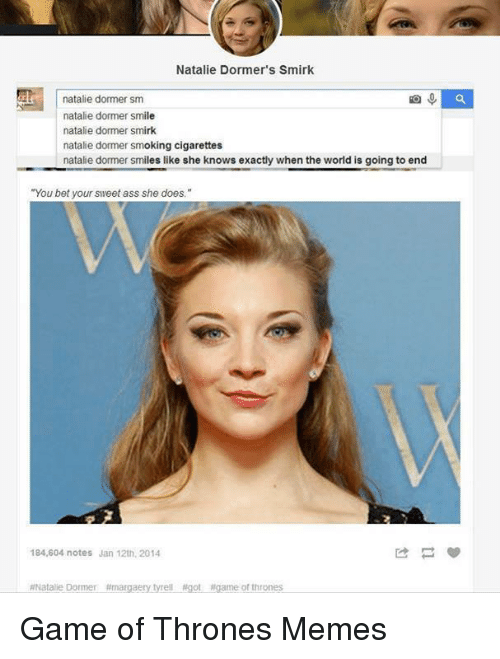 Natalie Dormer's Smirk
natalie dormer sm
natalie dormer smile
natalie dormer smirk
natalie dormer smoking cigarettes
natalie dormer smiles like she knows exactly when the world is going to end
"You bet your sweet ass she does."
W
W
184,604 notes Jan 12th, 2014
#Natalie Dormer #margaery tyrell #got #game of thrones
Game of Thrones Memes